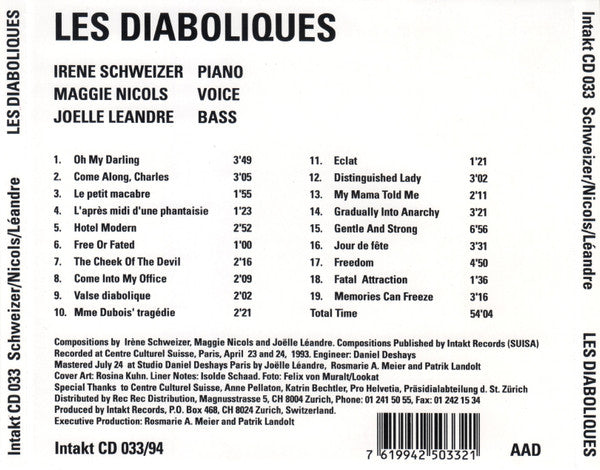 LES DIABOLIQUES
IRENE SCHWEIZER PIANO
MAGGIE NICOLS VOICE
JOELLE LEANDRE BASS
1. Oh My Darling 3'49
2. Come Along, Charles 3'05
3. Le petit macabre 1'55
4. L'après midi d'une phantaisie 1'23
5. Hotel Modern 2'52
6. Free Or Fated 1'00
7. The Cheek Of The Devil 2'16
8. Come Into My Office 2'09
9. Valse diabolique 2'02
10. Mme Dubois' tragédie 2'21
11. Eclat 1'21
12. Distinguished Lady 3'02
13. My Mama Told Me 2'11
14. Gradually Into Anarchy 3'21
15. Gentle And Strong 6'56
16. Jour de fête 3'31
17. Freedom 4'50
18. Fatal Attraction 1'36
19. Memories Can Freeze 3'16
Total Time 54'04
Compositions by Irène Schweizer, Maggie Nicols and Joëlle Léandre. Compositions Published by Intakt Records (SUISA)
Recorded at Centre Culturel Suisse, Paris, April 23 and 24, 1993. Engineer: Daniel Deshays
Mastered July 24 at Studio Daniel Deshays Paris by Joëlle Léandre, Rosmarie A. Meier and Patrik Landolt
Cover Art: Rosina Kuhn. Liner Notes: Isolde Schaad. Foto: Felix von Muralt/Lookat
Special Thanks to Centre Culturel Suisse, Anne Pellaton, Katrin Bechtler, Pro Helvetia, Präsidialabteilung d. St. Zürich
Distributed by Rec Rec Distribution, Magnusstrasse 5, CH 8004 Zurich, Phone: 01 241 50 55, Fax: 01 242 15 34
Produced by Intakt Records, P.O. Box 468, CH 8024 Zurich, Switzerland.
Executive Production: Rosmarie A. Meier and Patrik Landolt
Intakt CD 033/94
7 619942 503321
AAD
Intakt CD 033 Schweizer/Nicols/Léandre LES DIABOLIQUES
Intakt CD 033 Schweizer/Nicols/Léandre LES DIABOLIQUES